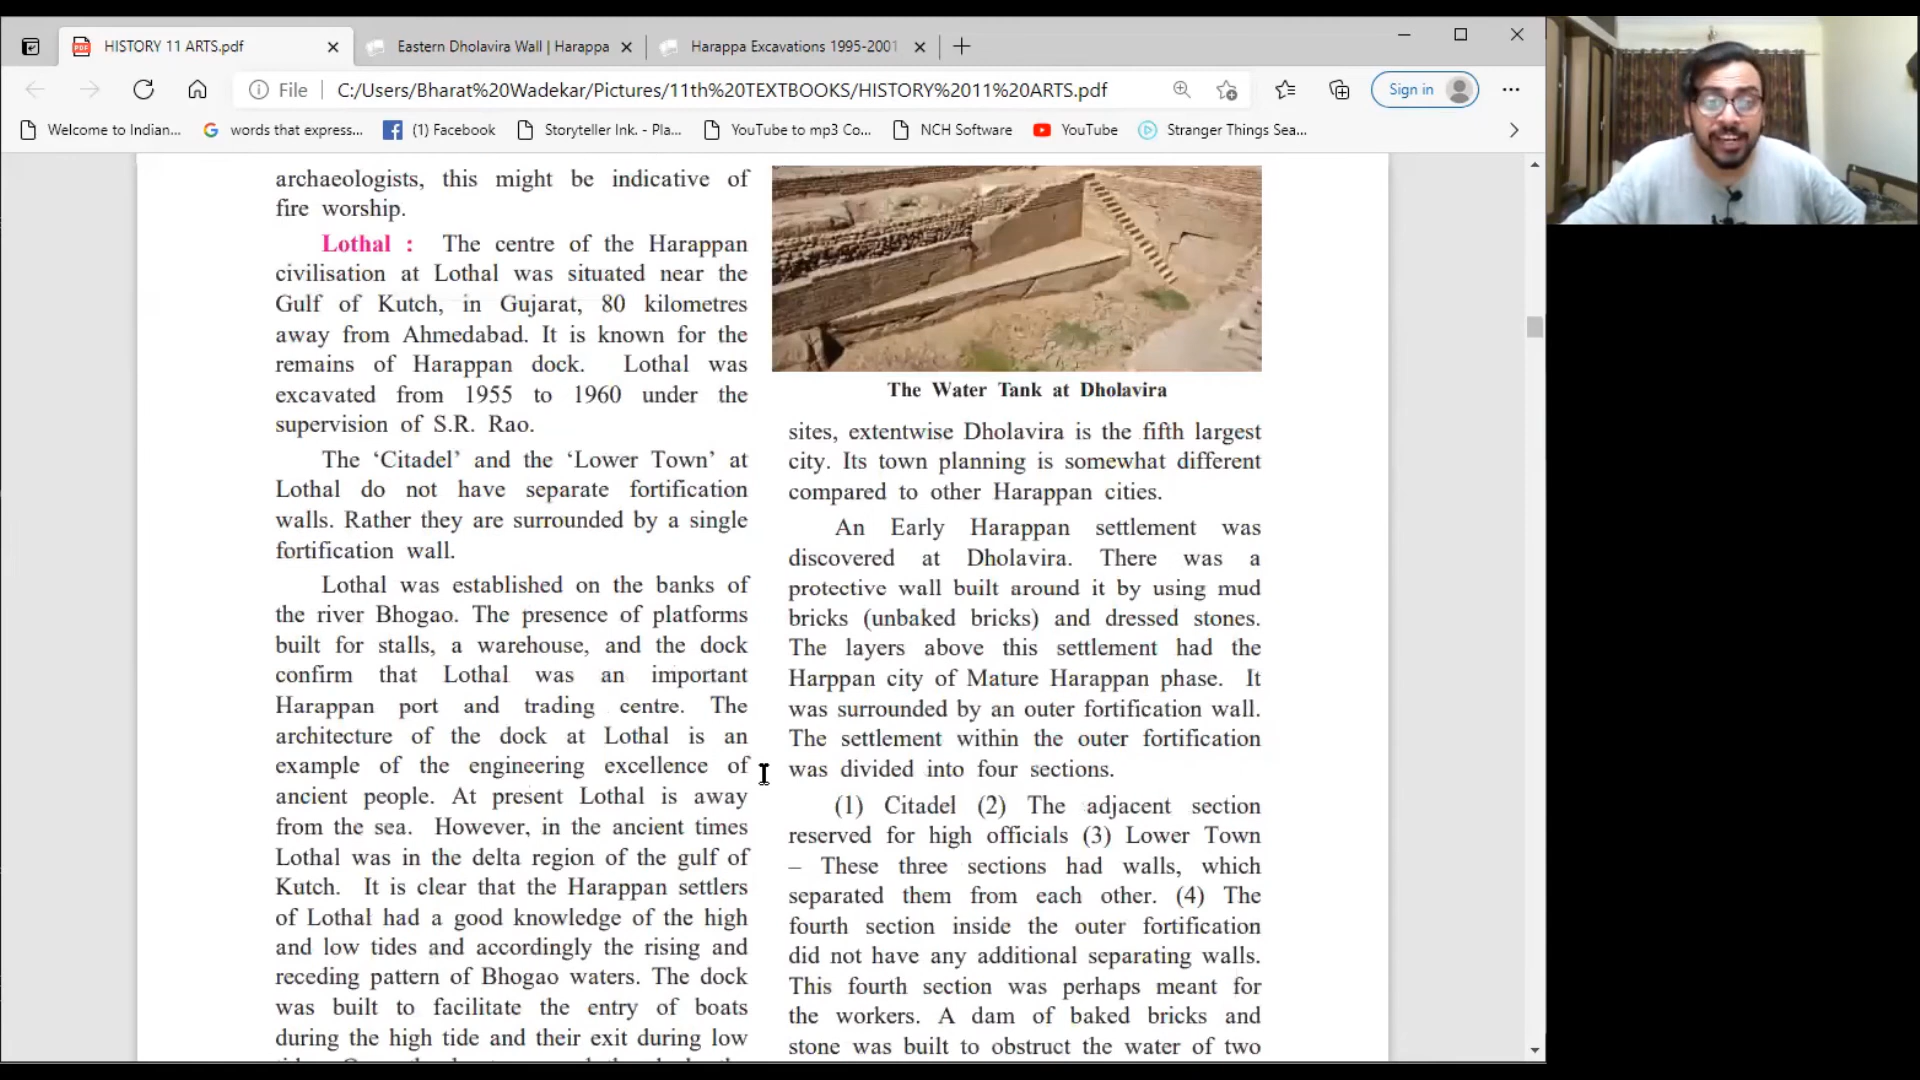 HISTORY 11 ARTS.pdf
Eastern Dholavira Wall | Harappa
Harappa Excavations 1995-2001
File
C:/Users/Bharat%20Wadekar/Pictures/11th%20TEXTBOOKS/HISTORY%2011%20ARTS.pdf
Sign in
Welcome to Indian...
words that express...
(1) Facebook
Storyteller Ink. - Pla...
YouTube to mp3 Co...
NCH Software
YouTube
Stranger Things Sea...
archaeologists, this might be indicative of
fire worship.
Lothal : The centre of the Harappan
civilisation at Lothal was situated near the
Gulf of Kutch, in Gujarat, 80 kilometres
away from Ahmedabad. It is known for the
remains of Harappan dock. Lothal was
excavated from 1955 to 1960 under the
supervision of S.R. Rao.
The ‘Citadel’ and the ‘Lower Town’ at
Lothal do not have separate fortification
walls. Rather they are surrounded by a single
fortification wall.
Lothal was established on the banks of
the river Bhogao. The presence of platforms
built for stalls, a warehouse, and the dock
confirm that Lothal was an important
Harappan port and trading centre. The
architecture of the dock at Lothal is an
example of the engineering excellence of
ancient people. At present Lothal is away
from the sea. However, in the ancient times
Lothal was in the delta region of the gulf of
Kutch. It is clear that the Harappan settlers
of Lothal had a good knowledge of the high
and low tides and accordingly the rising and
receding pattern of Bhogao waters. The dock
was built to facilitate the entry of boats
during the high tide and their exit during low
The Water Tank at Dholavira
sites, extentwise Dholavira is the fifth largest
city. Its town planning is somewhat different
compared to other Harappan cities.
An Early Harappan settlement was
discovered at Dholavira. There was a
protective wall built around it by using mud
bricks (unbaked bricks) and dressed stones.
The layers above this settlement had the
Harppan city of Mature Harappan phase. It
was surrounded by an outer fortification wall.
The settlement within the outer fortification
was divided into four sections.
(1) Citadel (2) The adjacent section
reserved for high officials (3) Lower Town
– These three sections had walls, which
separated them from each other. (4) The
fourth section inside the outer fortification
did not have any additional separating walls.
This fourth section was perhaps meant for
the workers. A dam of baked bricks and
stone was built to obstruct the water of two